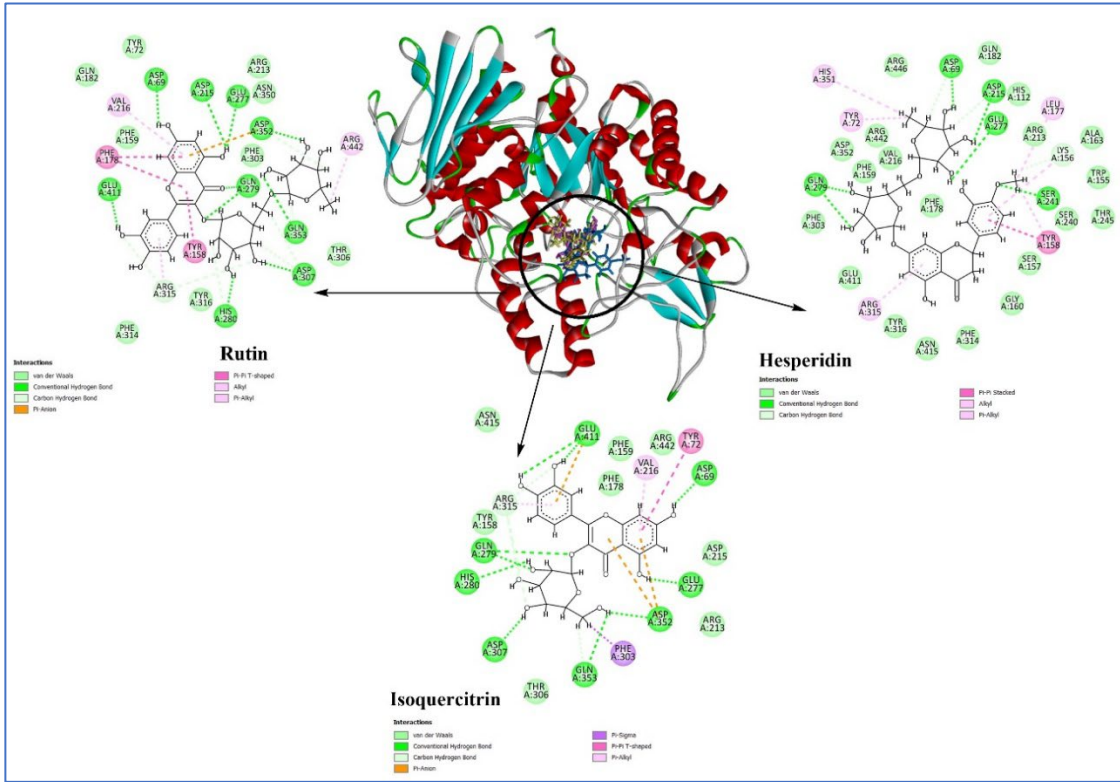 TYR
A:72
GLN
A:182
ASP
A:69
ASP
A:215
GLU
A:277
ARG
A:213
ASN
A:350
VAL
A:216
ASP
A:352
PHE
A:159
ARG
A:442
PHE
A:178
PHE
A:303
GLU
A:411
GLN
A:279
GLN
A:353
TYR
A:158
THR
A:306
ASP
A:307
ARG
A:315
TYR
A:316
HIS
A:280
PHE
A:314
Rutin
Interactions
van der Waals
Conventional Hydrogen Bond
Carbon Hydrogen Bond
Pi-Anion
Pi-Pi T-shaped
Alkyl
Pi-Alkyl
HIS
A:351
ARG
A:446
ASP
A:69
GLN
A:182
ASP
A:215
HIS
A:112
LEU
A:177
TYR
A:72
GLU
A:277
ARG
A:442
ARG
A:213
ALA
A:163
ASP
A:352
VAL
A:216
LYS
A:156
PHE
A:159
TRP
A:155
GLN
A:279
SER
A:241
PHE
A:178
SER
A:240
THR
A:245
PHE
A:303
TYR
A:158
SER
A:157
GLU
A:411
ARG
A:315
GLY
A:160
TYR
A:316
ASN
A:415
PHE
A:314
Hesperidin
Interactions
van der Waals
Conventional Hydrogen Bond
Carbon Hydrogen Bond
Pi-Pi Stacked
Alkyl
Pi-Alkyl
ASN
A:415
GLU
A:411
PHE
A:159
ARG
A:442
TYR
A:72
VAL
A:216
ASP
A:69
PHE
A:178
ARG
A:315
TYR
A:158
GLN
A:279
ASP
A:215
HIS
A:280
GLU
A:277
ASP
A:352
ARG
A:213
ASP
A:307
PHE
A:303
GLN
A:353
THR
A:306
Isoquercitrin
Interactions
van der Waals
Conventional Hydrogen Bond
Carbon Hydrogen Bond
Pi-Anion
Pi-Sigma
Pi-Pi T-shaped
Pi-Alkyl